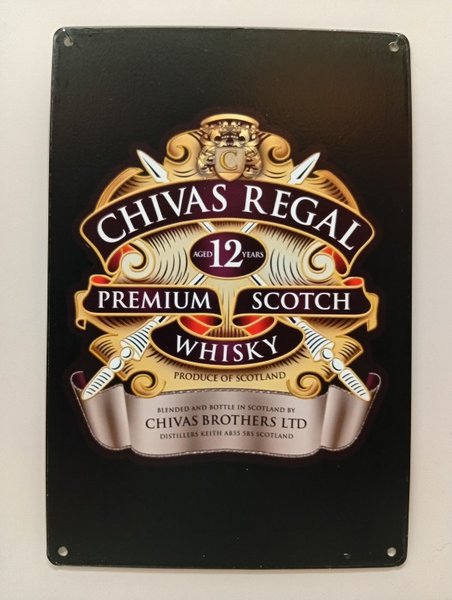 C
CHIVAS REGAL
AGED 12 YEARS
PREMIUM SCOTCH
WHISKY
PRODUCE OF SCOTLAND
BLENDED AND BOTTLE IN SCOTLAND BY
CHIVAS BROTHERS LTD
DISTILLERS KEITH AB55 5BS SCOTLAND